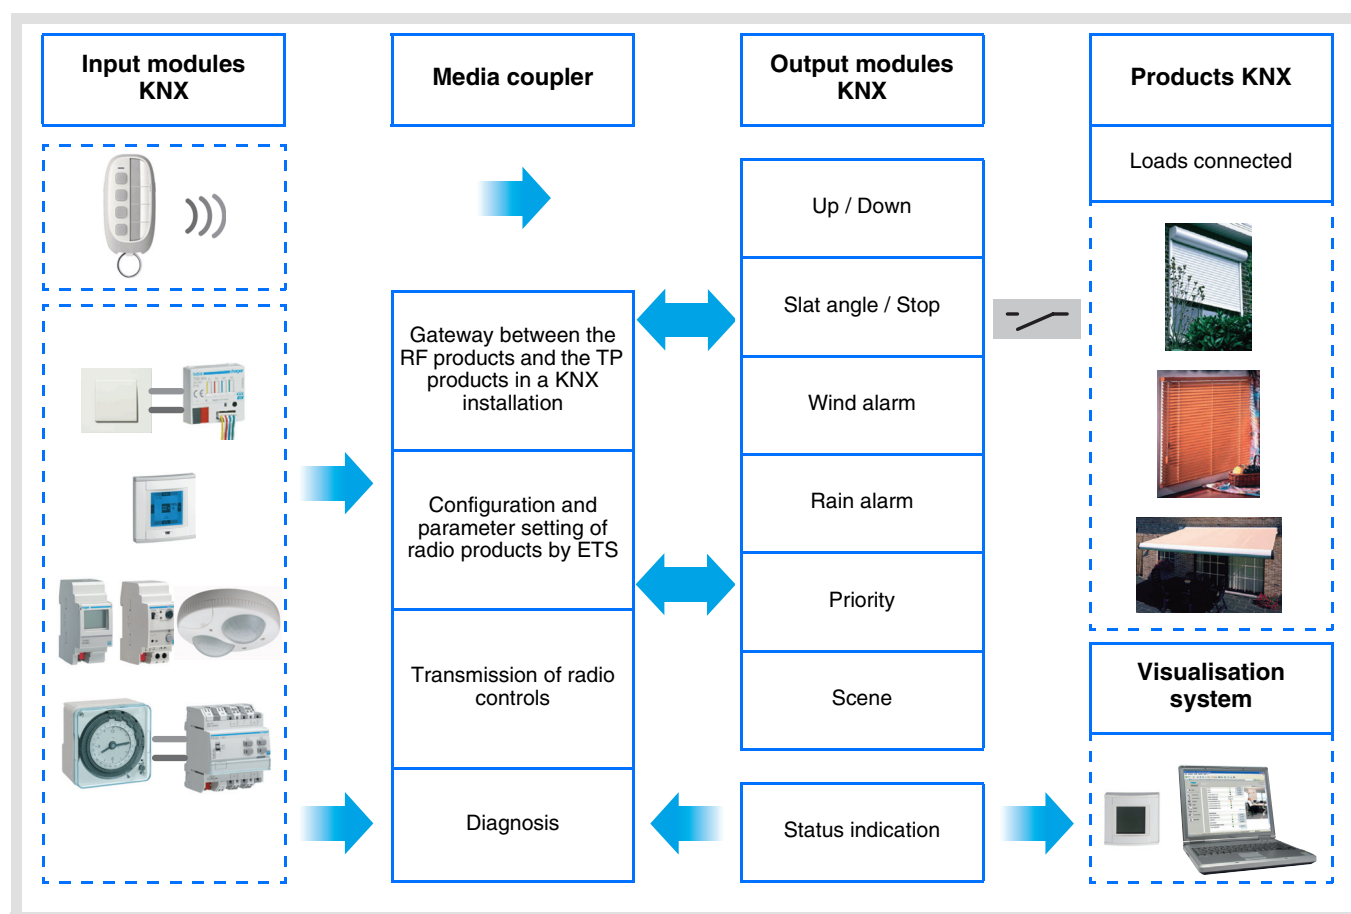 Input modules
KNX
Media coupler
Output modules
KNX
Products KNX
Loads connected
Up / Down
Slat angle / Stop
Wind alarm
Rain alarm
Priority
Scene
Status indication
Gateway between the
RF products and the TP
products in a KNX
installation
Configuration and
parameter setting of
radio products by ETS
Transmission of radio
controls
Diagnosis
Visualisation
system